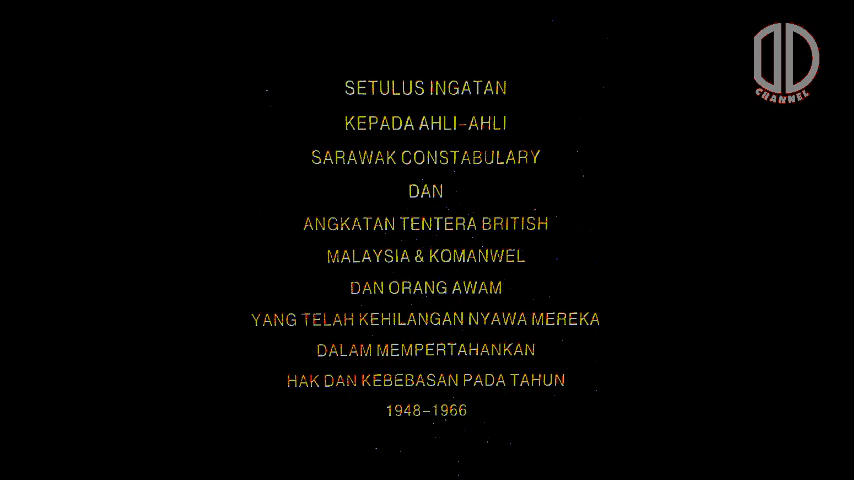 SETULUS INGATAN
KEPADA AHLI-AHLI
SARAWAK CONSTABULARY
DAN
ANGKATAN TENTERA BRITISH
MALAYSIA & KOMANWEL
DAN ORANG AWAM
YANG TELAH KEHILANGAN NYAWA MEREKA
DALAM MEMPERTAHANKAN
HAK DAN KEBEBASAN PADA TAHUN
1948-1966
CHANNEL